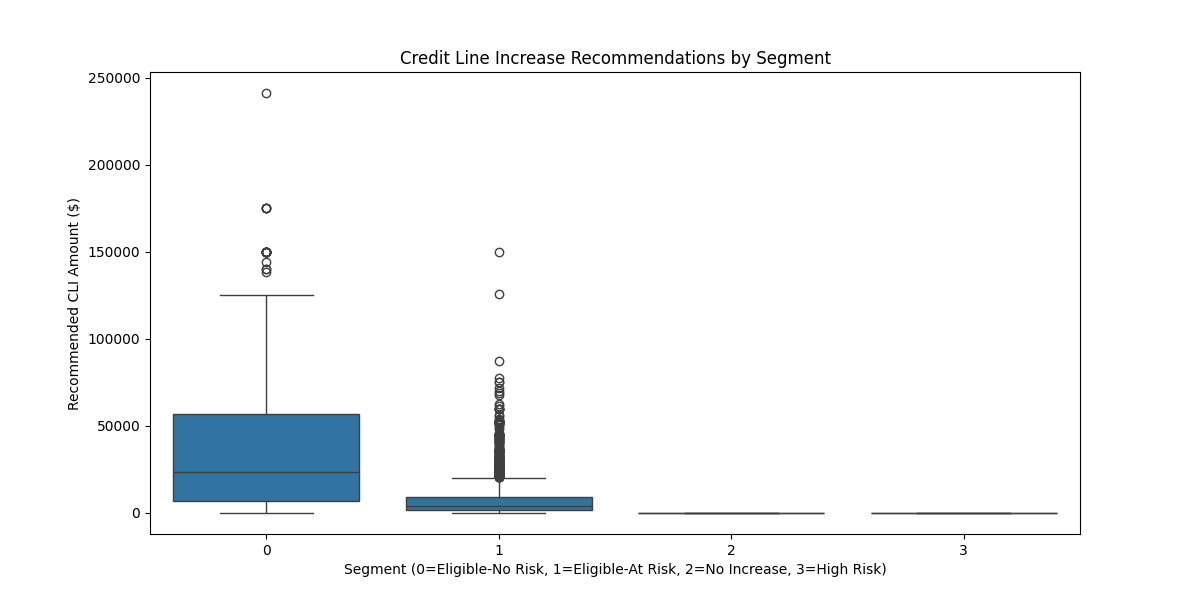 Credit Line Increase Recommendations by Segment
250000
200000
150000
100000
50000
0
Recommended CLI Amount ($)
0 1 2 3
Segment (0=Eligible-No Risk, 1=Eligible-At Risk, 2=No Increase, 3=High Risk)